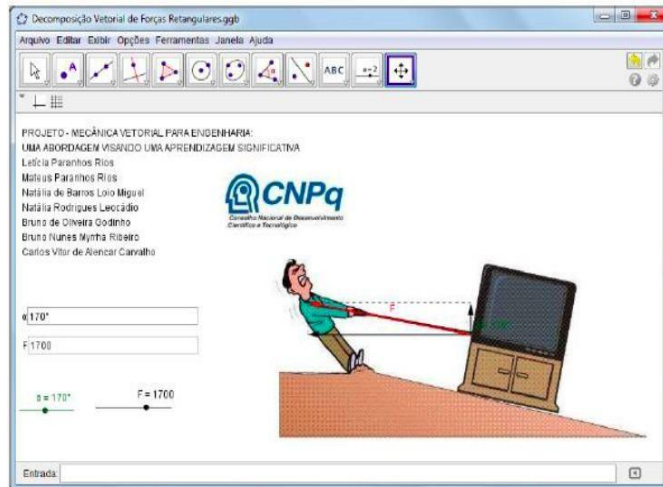 Decomposição Vetorial de Forças Retangulares.ggb
Arquivo Editar Exibir Opções Ferramentas Janela Ajuda
A
ABC
a=2
PROJETO - MECÂNICA VETORIAL PARA ENGENHARIA:
UMA ABORDAGEM VISANDO UMA APRENDIZAGEM SIGNIFICATIVA
Letícia Paranhos Rios
Mateus Paranhos Rios
Natália de Barros Loio Miguel
Natália Rodrigues Leocádio
Bruno de Oliveira Godinho
Bruno Nunes Myrrha Ribeiro
Carlos Vitor de Alencar Carvalho
CNPq
Conselho Nacional de Desenvolvimento
Científico e Tecnológico
F
α 170°
F 1700
α = 170°
F = 1700
Entrada: